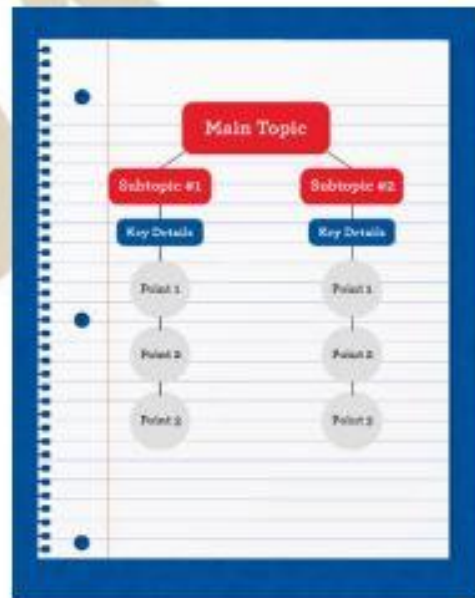 Main Topic
Subtopic #1 Subtopic #2
Key Details Key Details
Point 1 Point 1
Point 2 Point 2
Point 3 Point 3